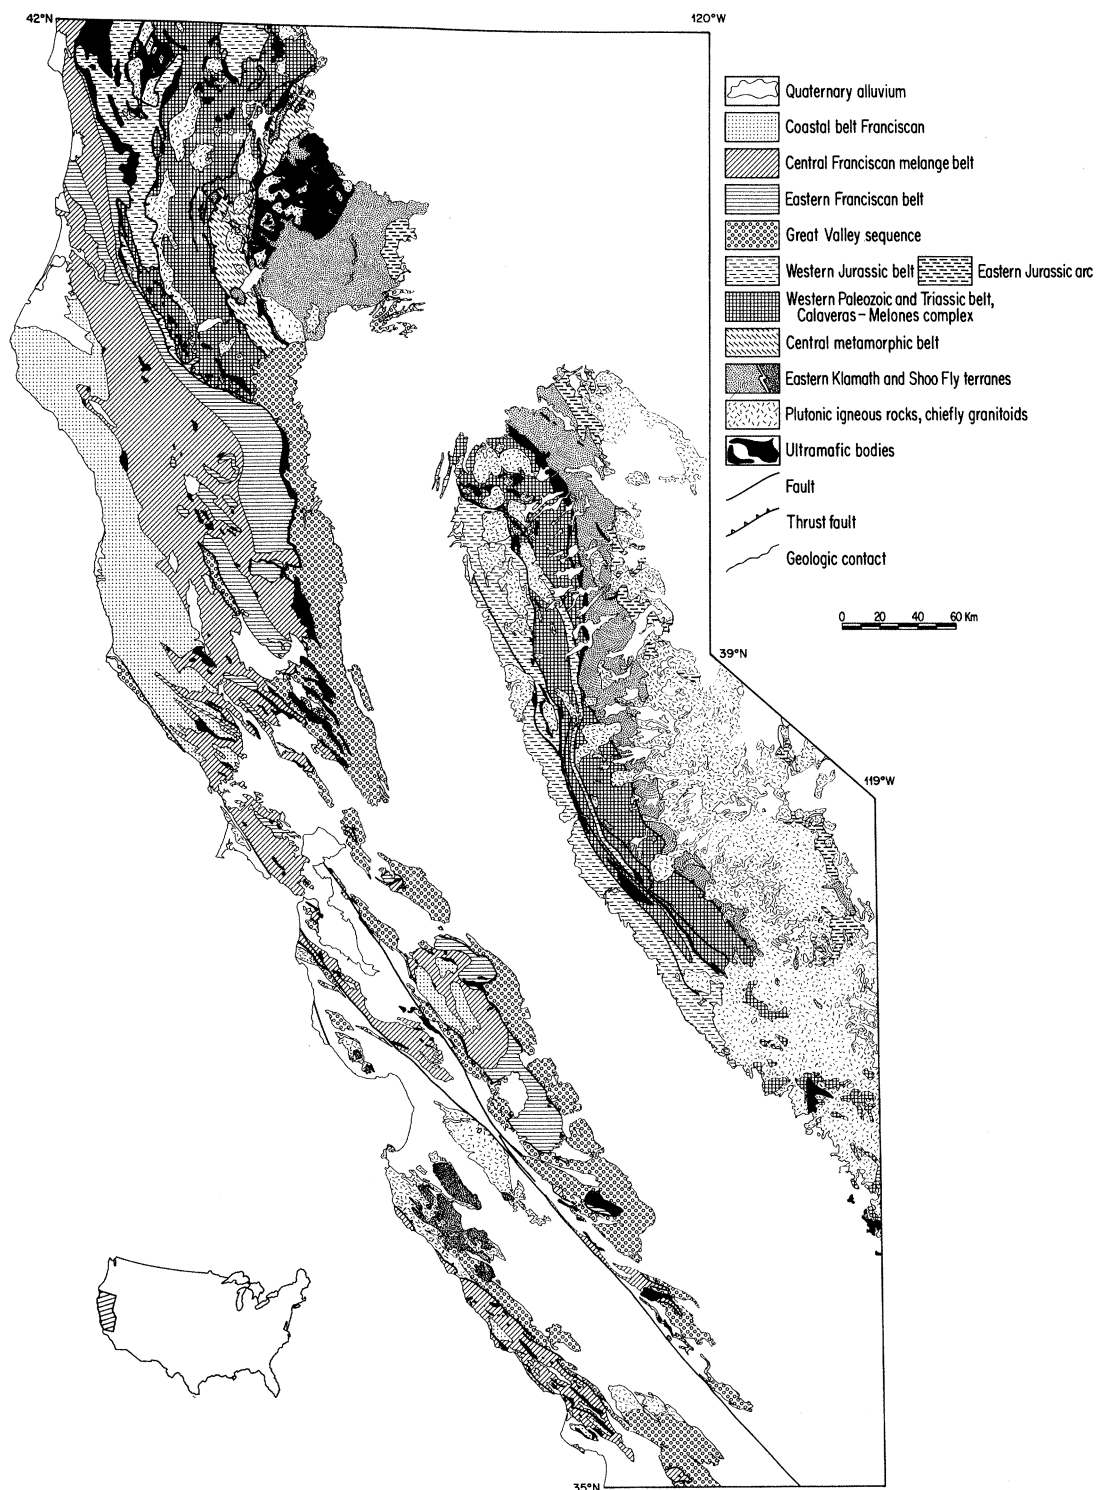 42°N
120°W
Quaternary alluvium
Coastal belt Franciscan
Central Franciscan melange belt
Eastern Franciscan belt
Great Valley sequence
Western Jurassic belt
Eastern Jurassic arc
Western Paleozoic and Triassic belt,
Calaveras-Melones complex
Central metamorphic belt
Eastern Klamath and Shoo Fly terranes
Plutonic igneous rocks, chiefly granitoids
Ultramafic bodies
Fault
Thrust fault
Geologic contact
0 20 40 60 Km
39°N
119°W
35°N